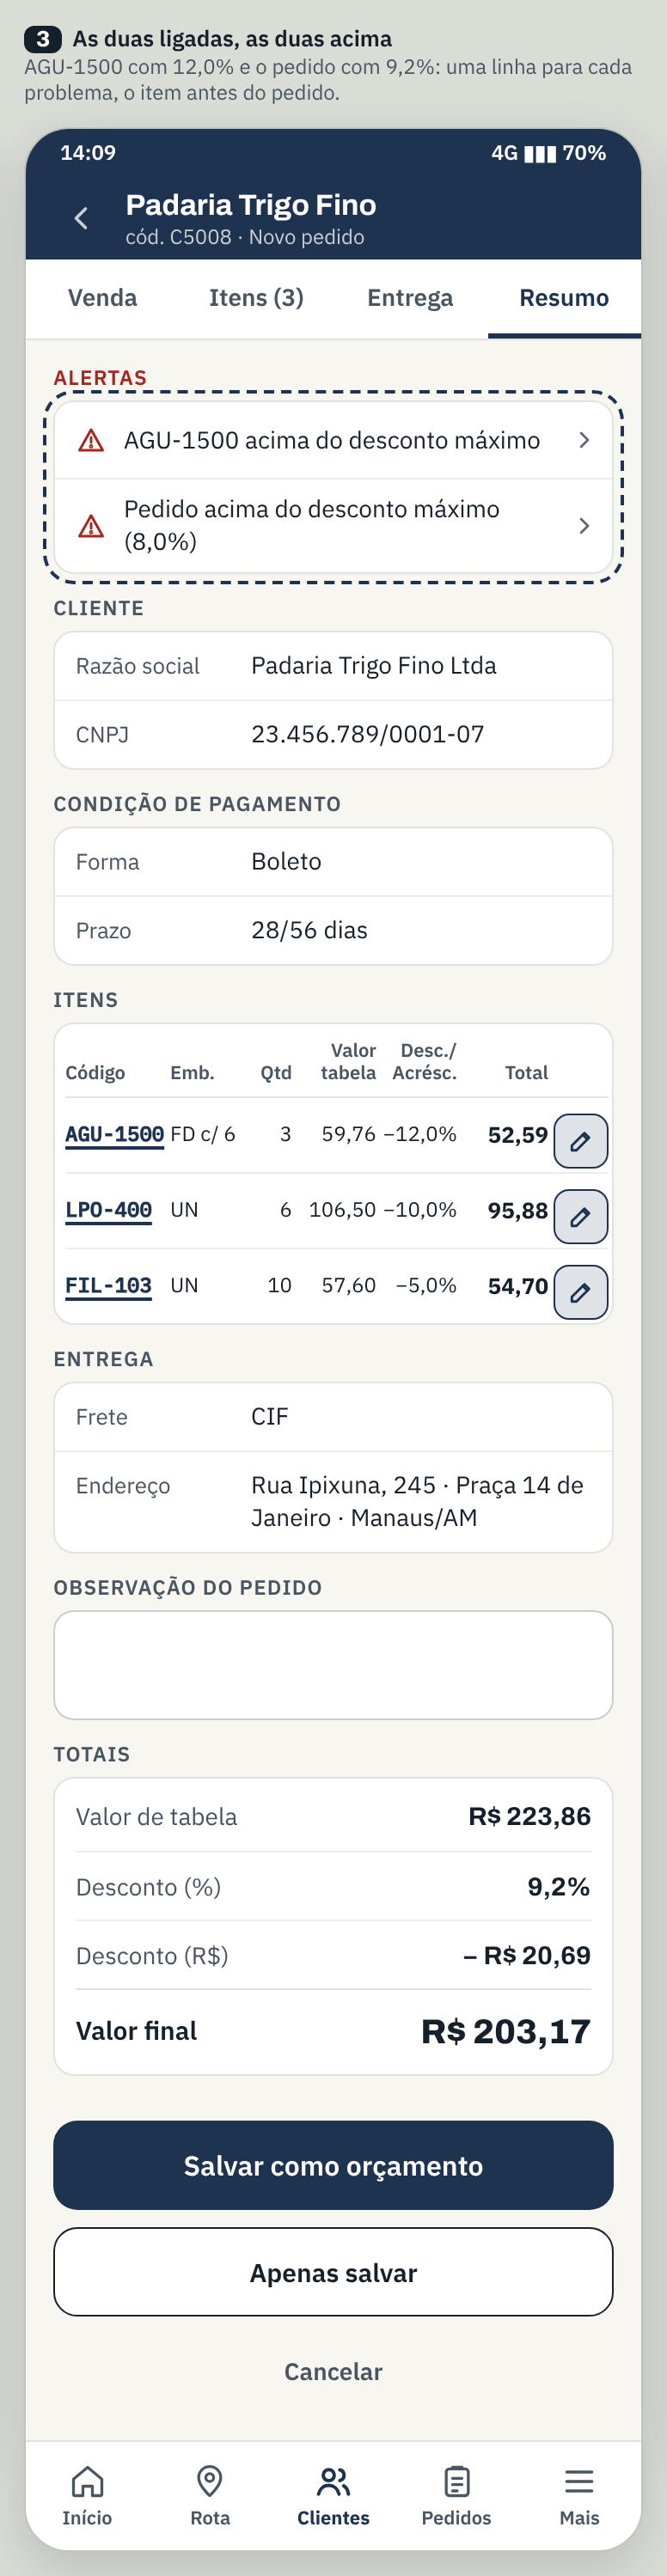 3 As duas ligadas, as duas acima
AGU-1500 com 12,0% e o pedido com 9,2%: uma linha para cada
problema, o item antes do pedido.
14:09 4G 70%
Padaria Trigo Fino
cód. C5008 · Novo pedido
Venda Itens (3) Entrega Resumo
ALERTAS
AGU-1500 acima do desconto máximo
Pedido acima do desconto máximo
(8,0%)
CLIENTE
Razão social Padaria Trigo Fino Ltda
CNPJ 23.456.789/0001-07
CONDIÇÃO DE PAGAMENTO
Forma Boleto
Prazo 28/56 dias
ITENS
Valor Desc./
Código Emb. Qtd tabela Acrésc. Total
AGU-1500 FD c/ 6 3 59,76 −12,0% 52,59
LPO-400 UN 6 106,50 −10,0% 95,88
FIL-103 UN 10 57,60 −5,0% 54,70
ENTREGA
Frete CIF
Endereço Rua Ipixuna, 245 · Praça 14 de
Janeiro · Manaus/AM
OBSERVAÇÃO DO PEDIDO
TOTAIS
Valor de tabela R$ 223,86
Desconto (%) 9,2%
Desconto (R$) – R$ 20,69
Valor final R$ 203,17
Salvar como orçamento
Apenas salvar
Cancelar
Início Rota Clientes Pedidos Mais